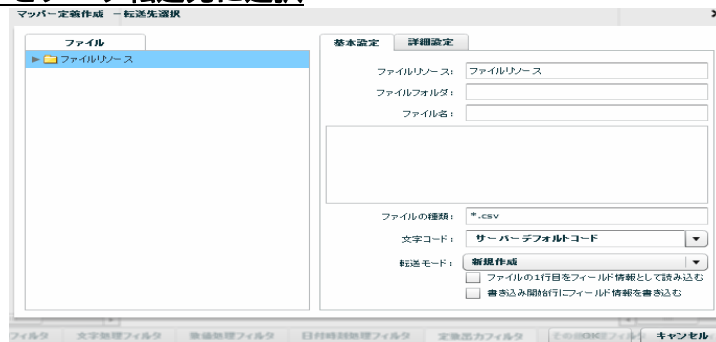 マッパー定義作成 －転送先選択
ファイル
基本設定 詳細設定
ファイルリソース
ファイルリソース: ファイルリソース
ファイルフォルダ:
ファイル名:
ファイルの種類: *.csv
文字コード: サーバーデフォルトコード
転送モード: 新規作成
ファイルの1行目をフィールド情報として読み込む
書き込み開始行にフィールド情報を書き込む
文字処理フィルタ 数値処理フィルタ 日付時刻処理フィルタ 定数出力フィルタ キャンセル